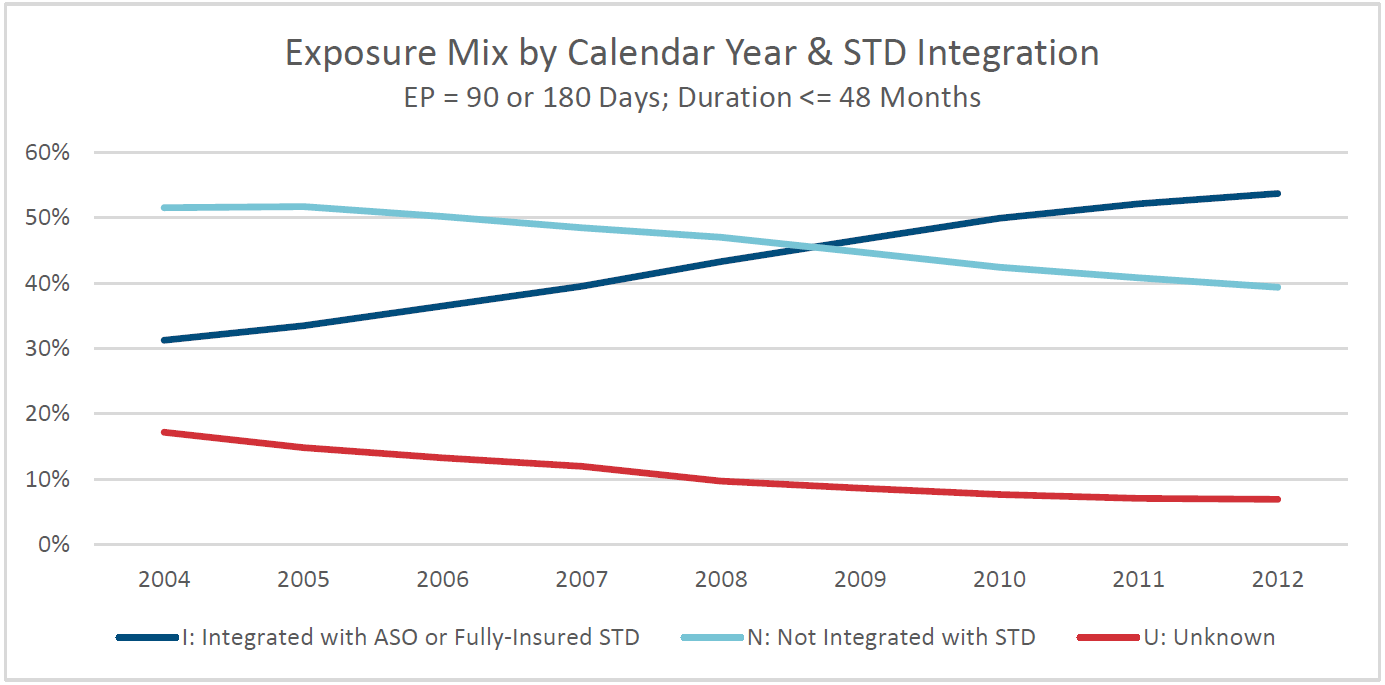 Exposure Mix by Calendar Year & STD Integration
EP = 90 or 180 Days; Duration <= 48 Months
60%
50%
40%
30%
20%
10%
0%
2004 2005 2006 2007 2008 2009 2010 2011 2012
I: Integrated with ASO or Fully-Insured STD N: Not Integrated with STD U: Unknown